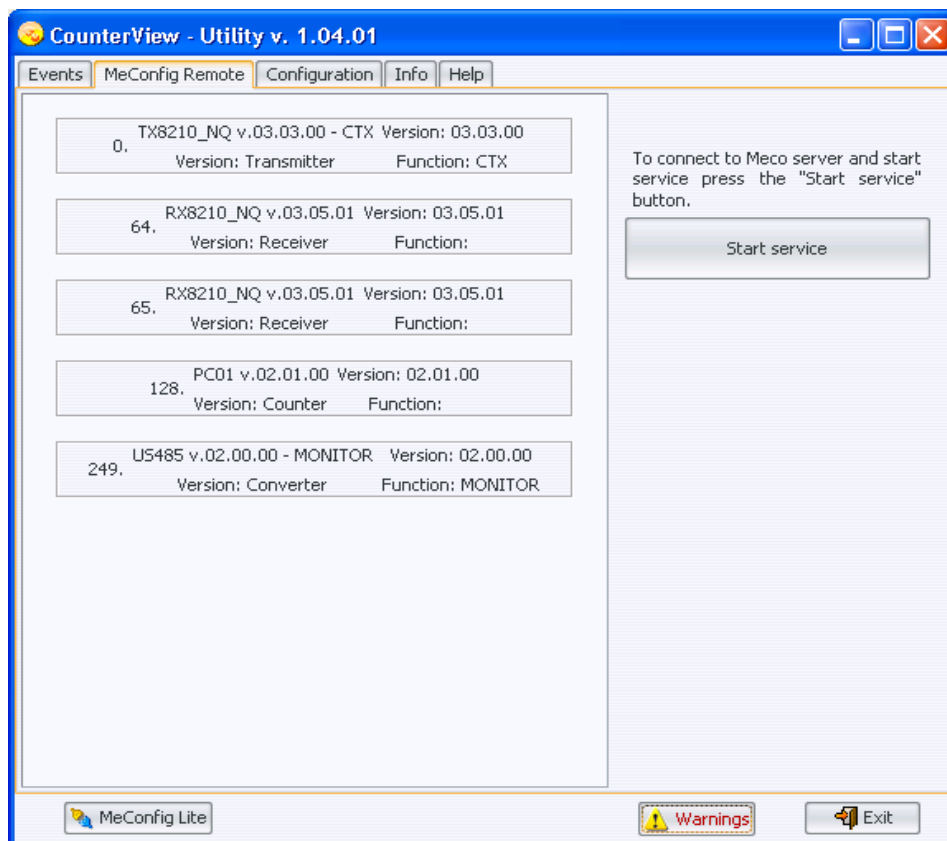 CounterView - Utility v. 1.04.01
Events MeConfig Remote Configuration Info Help
0. TX8210_NQ v.03.03.00 - CTX Version: 03.03.00
Version: Transmitter Function: CTX
64. RX8210_NQ v.03.05.01 Version: 03.05.01
Version: Receiver Function:
65. RX8210_NQ v.03.05.01 Version: 03.05.01
Version: Receiver Function:
128. PC01 v.02.01.00 Version: 02.01.00
Version: Counter Function:
249. US485 v.02.00.00 - MONITOR Version: 02.00.00
Version: Converter Function: MONITOR
To connect to Meco server and start
service press the "Start service"
button.
Start service
MeConfig Lite
Warnings
Exit